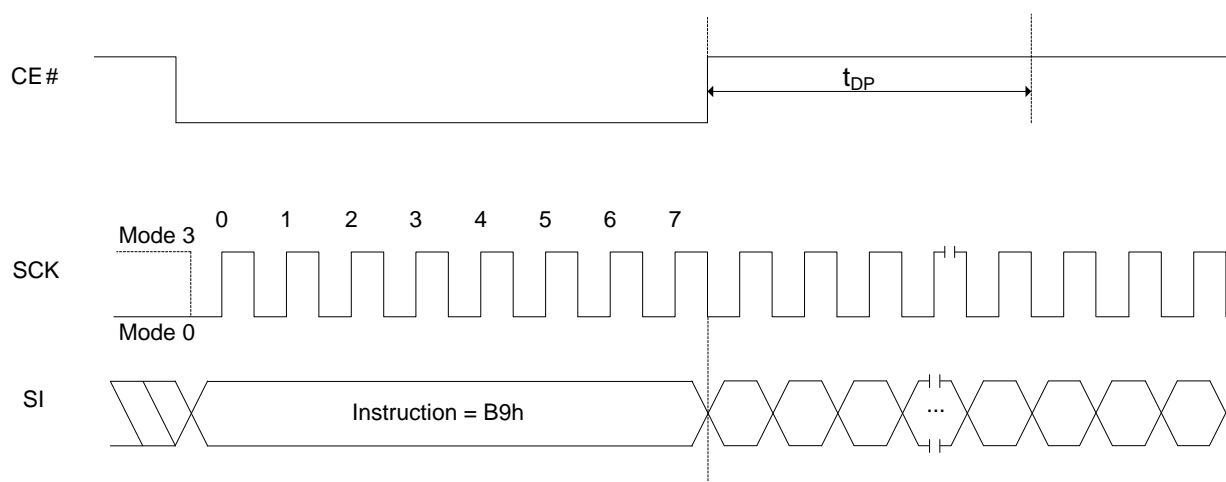 CE#
tDP
0 1 2 3 4 5 6 7
Mode 3
SCK
Mode 0
SI
Instruction = B9h
...